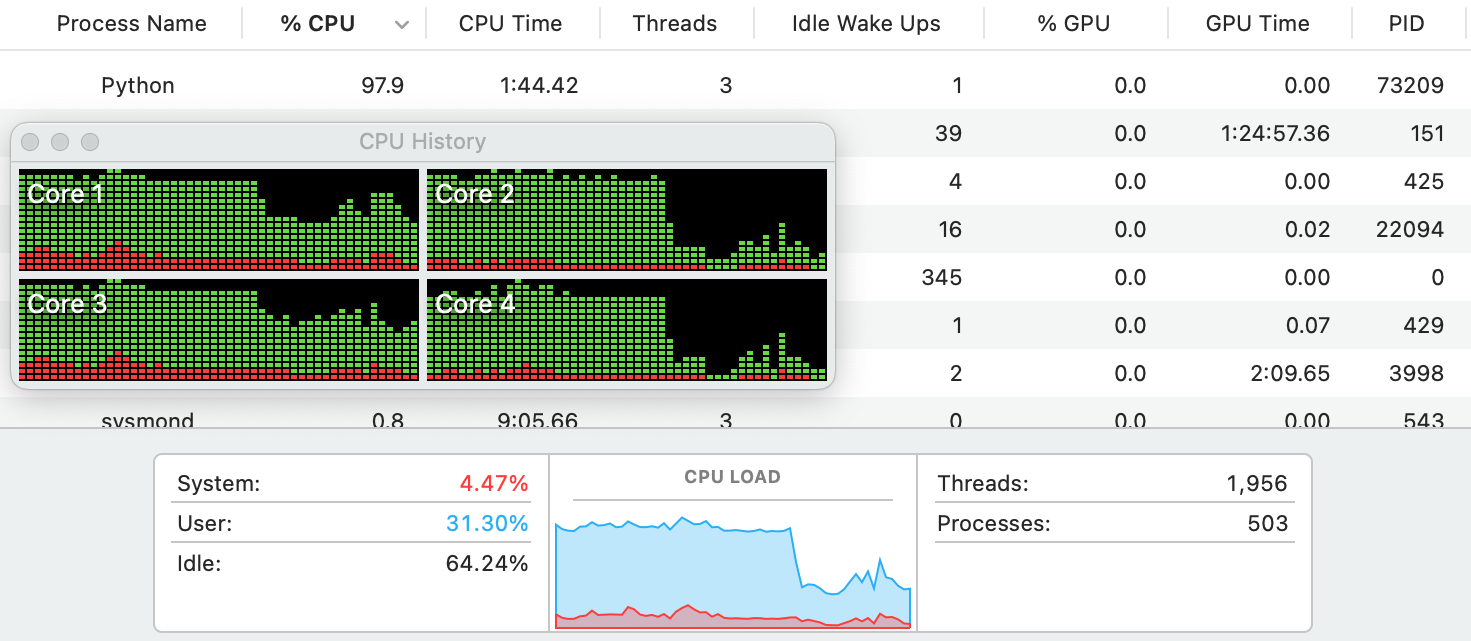 Process Name % CPU CPU Time Threads Idle Wake Ups % GPU GPU Time PID
Python 97.9 1:44.42 3 1 0.0 0.00 73209
39 0.0 1:24:57.36 151
CPU History
4 0.0 0.00 425
Core 1 Core 2
16 0.0 0.02 22094
345 0.0 0.00 0
Core 3 Core 4
1 0.0 0.07 429
2 0.0 2:09.65 3998
sysmond 0.8 9:05.66 3 0 0.0 0.00 543
System: 4.47%
User: 31.30%
Idle: 64.24%
CPU LOAD
Threads: 1,956
Processes: 503